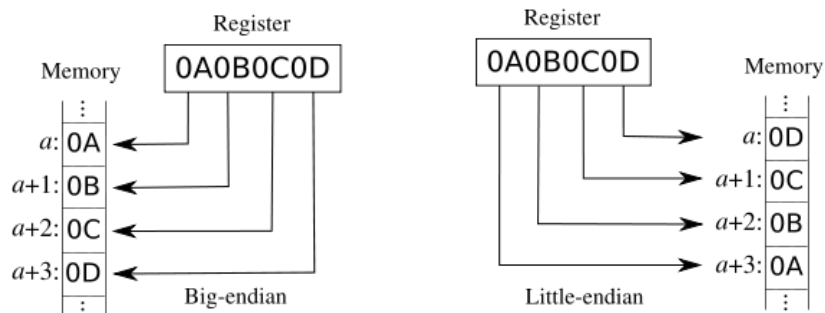 Register
0A0B0C0D
Memory
⋮
a: 0A
a+1: 0B
a+2: 0C
a+3: 0D
⋮
Big-endian
Register
0A0B0C0D
Memory
⋮
a: 0D
a+1: 0C
a+2: 0B
a+3: 0A
⋮
Little-endian